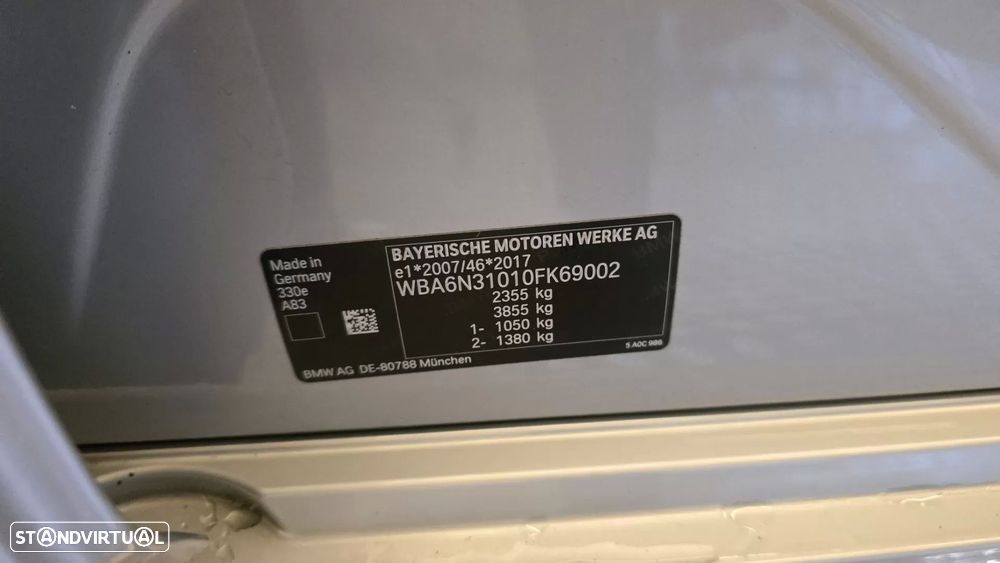 BAYERISCHE MOTOREN WERKE AG
e1*2007/46*2017
WBA6N31010FK69002
2355 kg
3855 kg
1- 1050 kg
2- 1380 kg
Made in
Germany
330e
A83
5 A0C 986
BMW AG DE-80788 München
STANDVIRTUAL